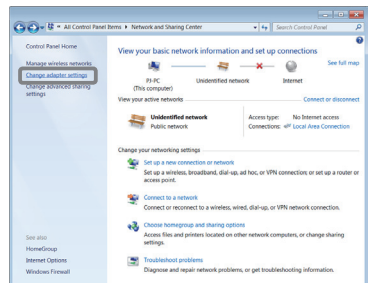 All Control Panel Items
Network and Sharing Center
Search Control Panel
Control Panel Home
Manage wireless networks
Change adapter settings
Change advanced sharing
settings
See also
HomeGroup
Internet Options
Windows Firewall
View your basic network information and set up connections
See full map
PJ-PC
(This computer)
Unidentified network
Internet
View your active networks
Connect or disconnect
Unidentified network
Public network
Access type: No Internet access
Connections: Local Area Connection
Change your networking settings
Set up a new connection or network
Set up a wireless, broadband, dial-up, ad hoc, or VPN connection; or set up a router or
access point.
Connect to a network
Connect or reconnect to a wireless, wired, dial-up, or VPN network connection.
Choose homegroup and sharing options
Access files and printers located on other network computers, or change sharing
settings.
Troubleshoot problems
Diagnose and repair network problems, or get troubleshooting information.